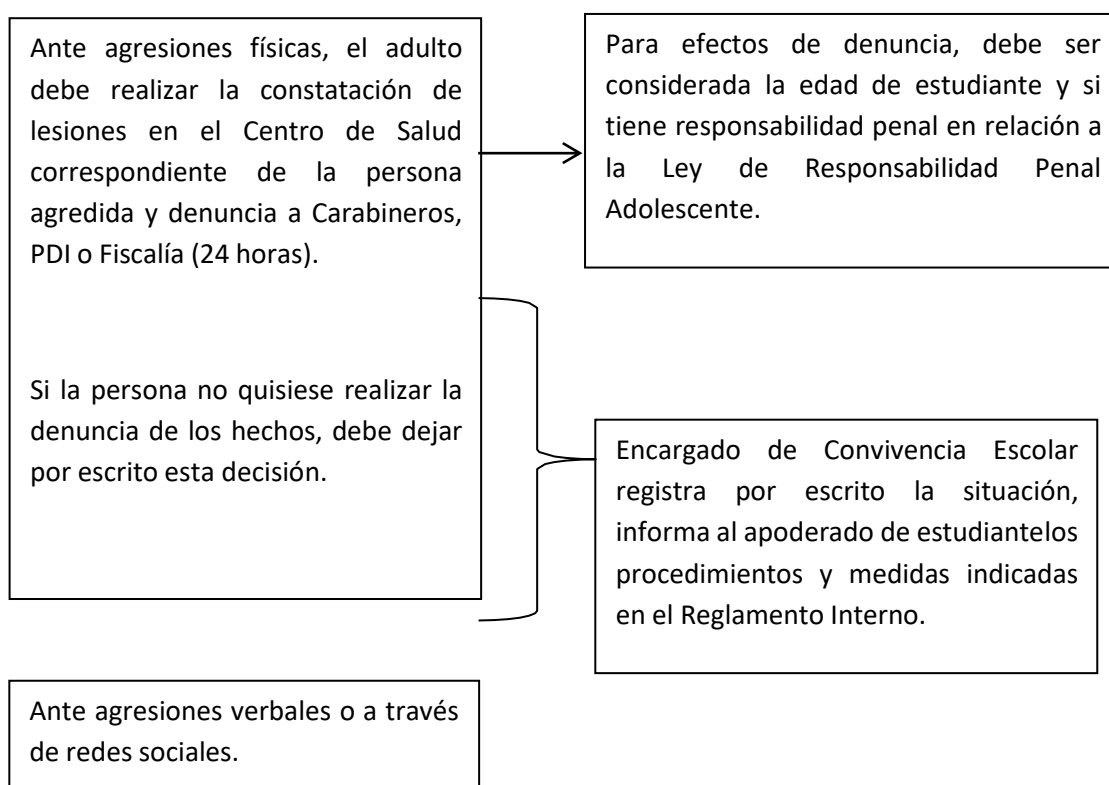 Ante agresiones físicas, el adulto
debe realizar la constatación de
lesiones en el Centro de Salud
correspondiente de la persona
agredida y denuncia a Carabineros,
PDI o Fiscalía (24 horas).
Si la persona no quisiese realizar la
denuncia de los hechos, debe dejar
por escrito esta decisión.
Para efectos de denuncia, debe ser
considerada la edad de estudiante y si
tiene responsabilidad penal en relación a
la Ley de Responsabilidad Penal
Adolescente.
Encargado de Convivencia Escolar
registra por escrito la situación,
informa al apoderado de estudiantelos
procedimientos y medidas indicadas
en el Reglamento Interno.
Ante agresiones verbales o a través
de redes sociales.